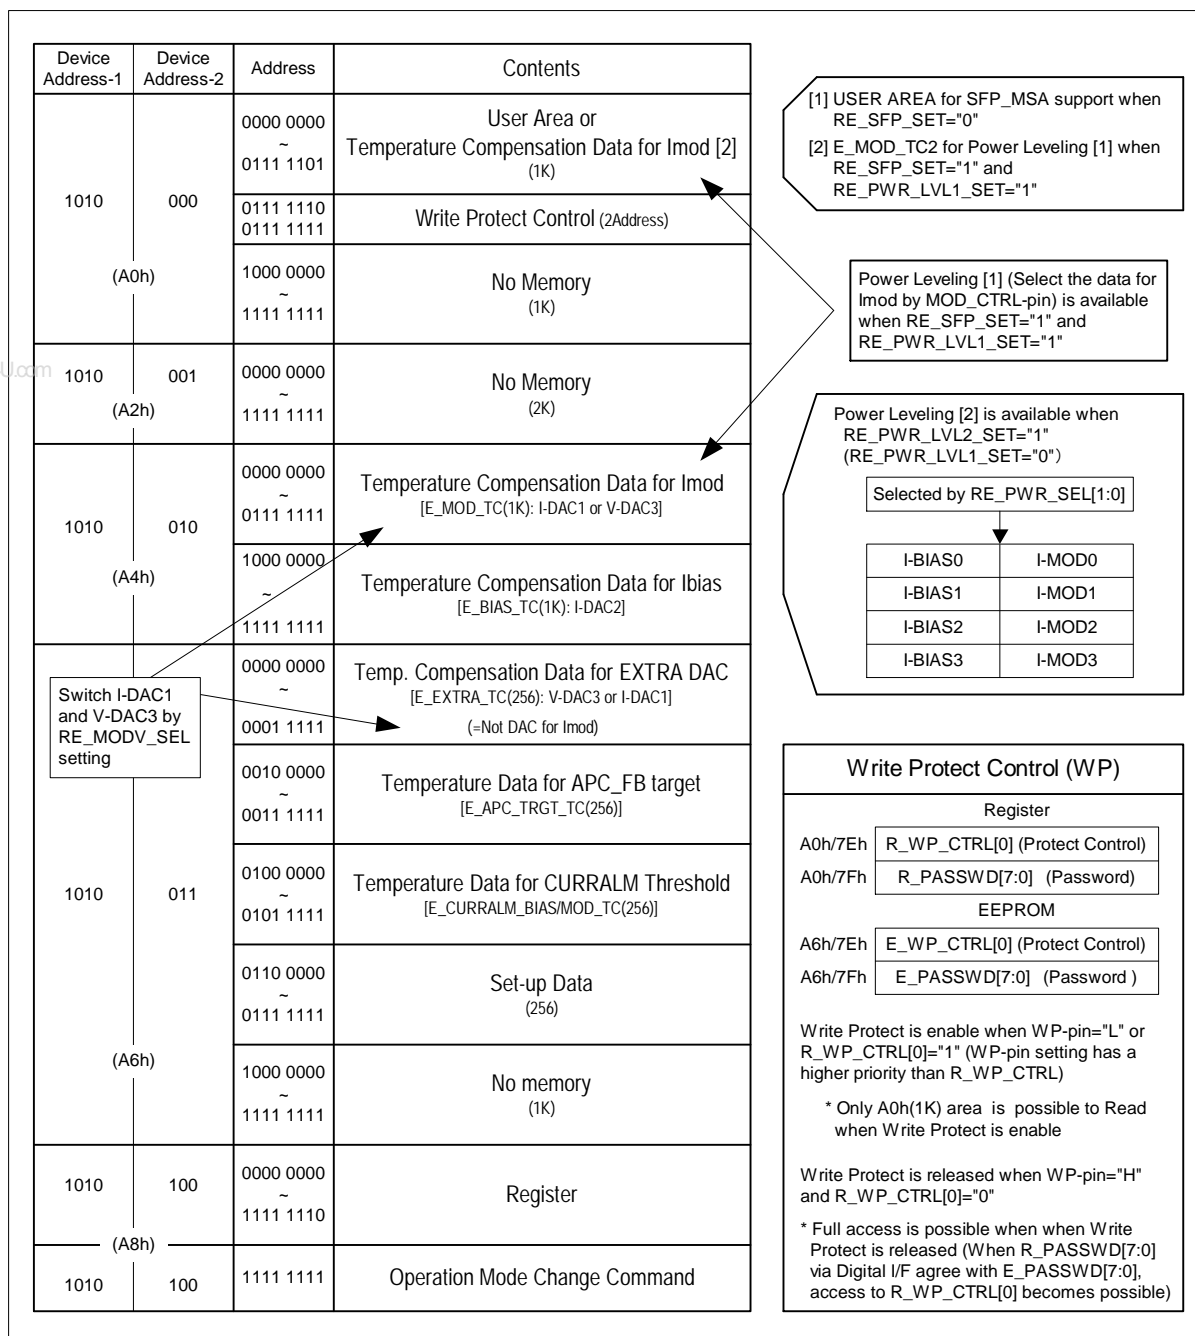 Device Address-1
Device Address-2
Address
Contents
1010
000
(A0h)
0000 0000
~
0111 1101
User Area or
Temperature Compensation Data for Imod [2]
(1K)
0111 1110
0111 1111
Write Protect Control (2Address)
1000 0000
~
1111 1111
No Memory
(1K)
U.com
1010
001
(A2h)
0000 0000
~
1111 1111
No Memory
(2K)
1010
010
(A4h)
0000 0000
~
0111 1111
Temperature Compensation Data for Imod
[E_MOD_TC(1K): I-DAC1 or V-DAC3]
1000 0000
~
1111 1111
Temperature Compensation Data for Ibias
[E_BIAS_TC(1K): I-DAC2]
0000 0000
~
0001 1111
Temp. Compensation Data for EXTRA DAC
[E_EXTRA_TC(256): V-DAC3 or I-DAC1]
(=Not DAC for Imod)
Switch I-DAC1
and V-DAC3 by
RE_MODV_SEL
setting
0010 0000
~
0011 1111
Temperature Data for APC_FB target
[E_APC_TRGT_TC(256)]
1010
011
(A6h)
0100 0000
~
0101 1111
Temperature Data for CURRALM Threshold
[E_CURRALM_BIAS/MOD_TC(256)]
0110 0000
~
0111 1111
Set-up Data
(256)
1000 0000
~
1111 1111
No memory
(1K)
1010
100
0000 0000
~
1111 1110
Register
(A8h)
1010
100
1111 1111
Operation Mode Change Command
[1] USER AREA for SFP_MSA support when
RE_SFP_SET="0"
[2] E_MOD_TC2 for Power Leveling [1] when
RE_SFP_SET="1" and
RE_PWR_LVL1_SET="1"
Power Leveling [1] (Select the data for
Imod by MOD_CTRL-pin) is available
when RE_SFP_SET="1" and
RE_PWR_LVL1_SET="1"
Power Leveling [2] is available when
RE_PWR_LVL2_SET="1"
(RE_PWR_LVL1_SET="0")
Selected by RE_PWR_SEL[1:0]
I-BIAS0 I-MOD0
I-BIAS1 I-MOD1
I-BIAS2 I-MOD2
I-BIAS3 I-MOD3
Write Protect Control (WP)
Register
A0h/7Eh R_WP_CTRL[0] (Protect Control)
A0h/7Fh R_PASSWD[7:0] (Password)
EEPROM
A6h/7Eh E_WP_CTRL[0] (Protect Control)
A6h/7Fh E_PASSWD[7:0] (Password )
Write Protect is enable when WP-pin="L" or
R_WP_CTRL[0]="1" (WP-pin setting has a
higher priority than R_WP_CTRL)
* Only A0h(1K) area is possible to Read
when Write Protect is enable
Write Protect is released when WP-pin="H"
and R_WP_CTRL[0]="0"
* Full access is possible when when Write
Protect is released (When R_PASSWD[7:0]
via Digital I/F agree with E_PASSWD[7:0],
access to R_WP_CTRL[0] becomes possible)